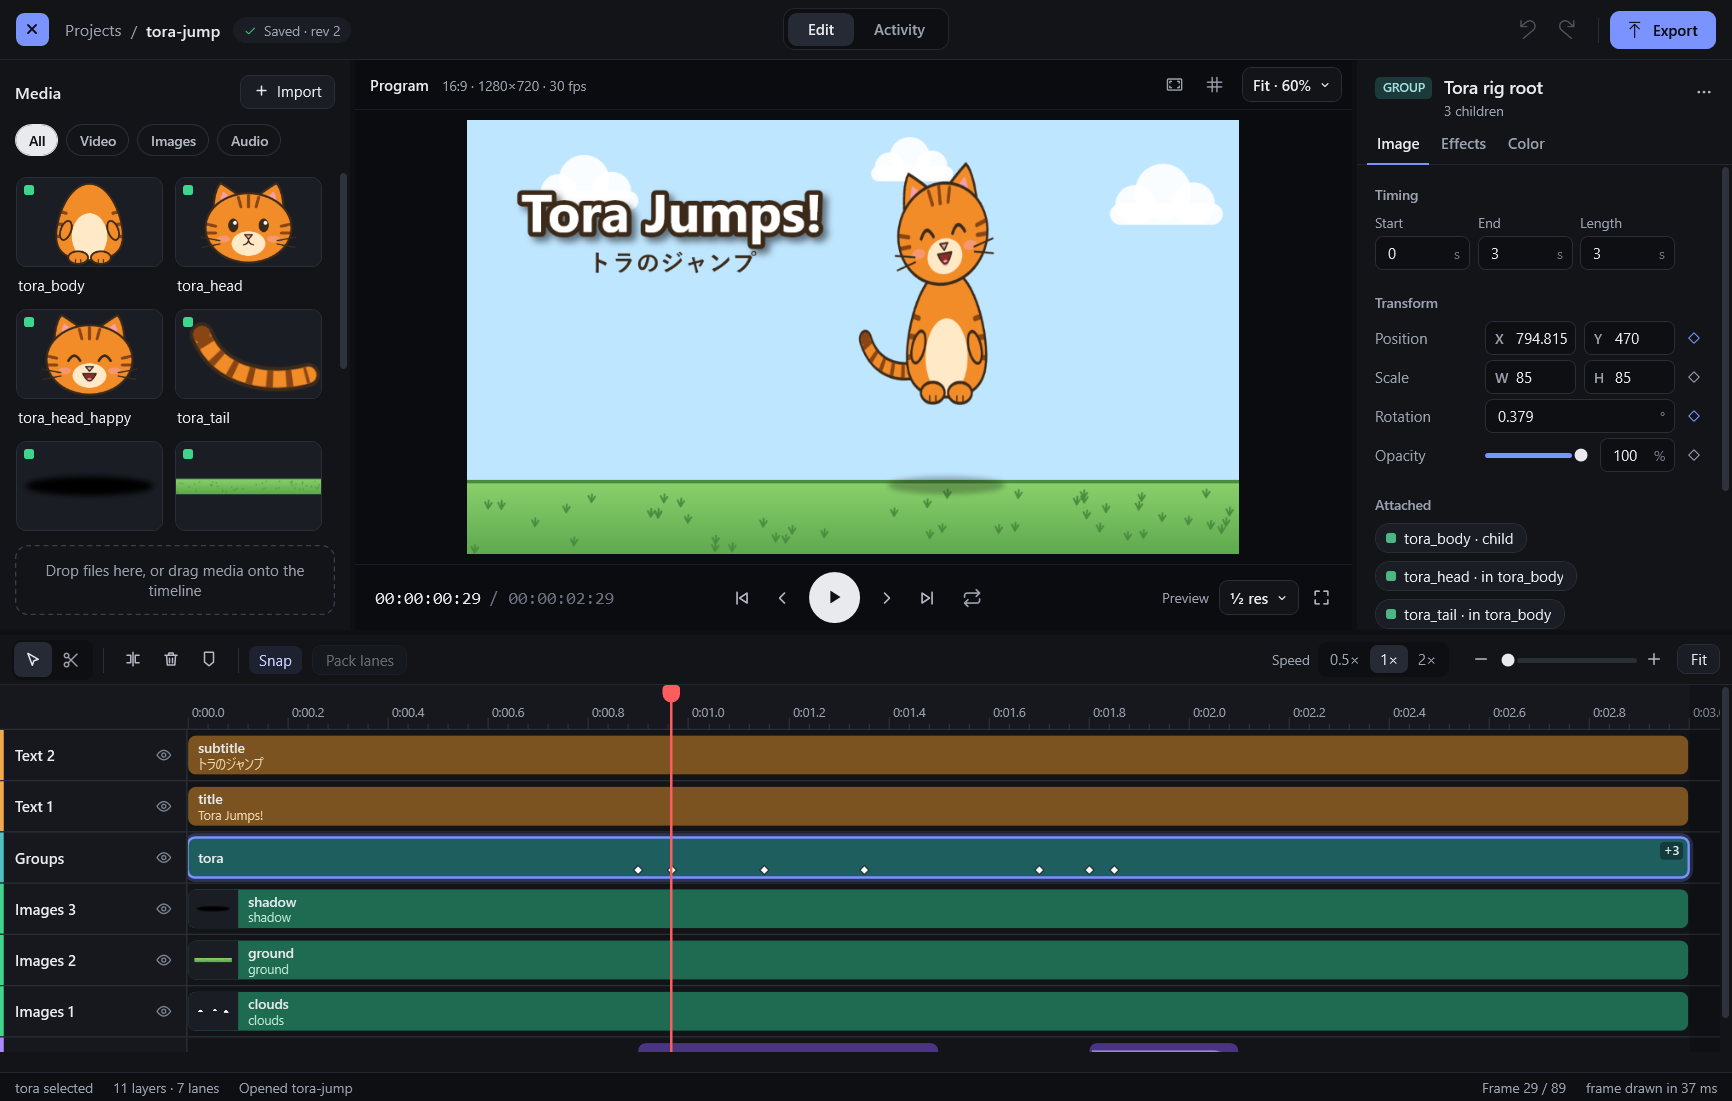 Projects / tora-jump
Saved · rev 2
Edit
Activity
Export
Media
Import
All
Video
Images
Audio
tora_body
tora_head
tora_head_happy
tora_tail
Drop files here, or drag media onto the
timeline
Program
16:9 · 1280×720 · 30 fps
Fit · 60%
Tora Jumps!
トラのジャンプ
00:00:00:29 / 00:00:02:29
Preview
½ res
GROUP
Tora rig root
3 children
Image
Effects
Color
Timing
Start
End
Length
0 s
3 s
3 s
Transform
Position
X 794.815
Y 470
Scale
W 85
H 85
Rotation
0.379 °
Opacity
100 %
Attached
tora_body · child
tora_head · in tora_body
tora_tail · in tora_body
Snap
Pack lanes
Speed
0.5×
1×
2×
Fit
0:00.0
0:00.2
0:00.4
0:00.6
0:00.8
0:01.0
0:01.2
0:01.4
0:01.6
0:01.8
0:02.0
0:02.2
0:02.4
0:02.6
0:02.8
Text 2
subtitle
トラのジャンプ
Text 1
title
Tora Jumps!
Groups
tora
+3
Images 3
shadow
shadow
Images 2
ground
ground
Images 1
clouds
clouds
tora selected
11 layers · 7 lanes
Opened tora-jump
Frame 29 / 89
frame drawn in 37 ms